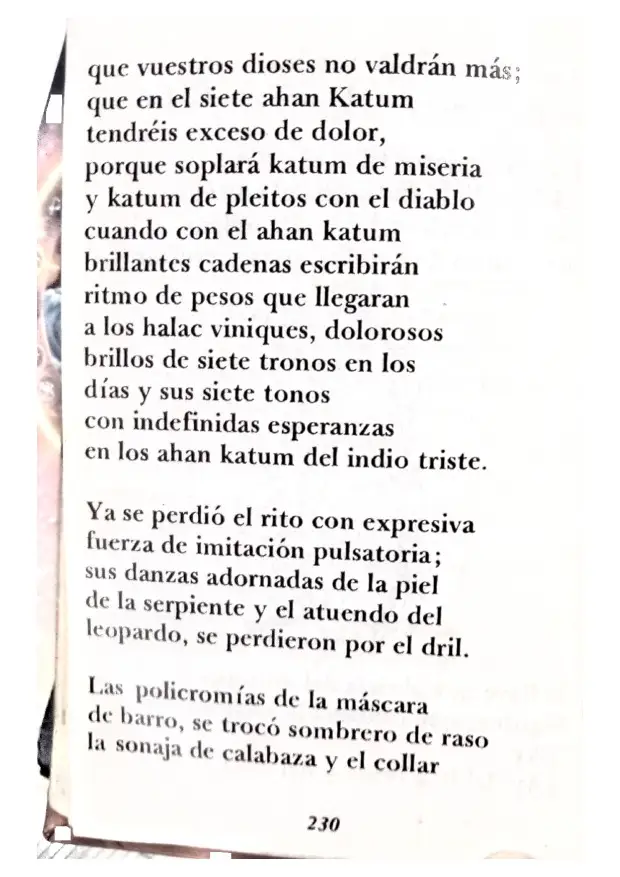 que vuestros dioses no valdrán más;
que en el siete ahan Katum
tendréis exceso de dolor,
porque soplará katum de miseria
y katum de pleitos con el diablo
cuando con el ahan katum
brillantes cadenas escribirán
ritmo de pesos que llegaran
a los halac viniques, dolorosos
brillos de siete tronos en los
días y sus siete tonos
con indefinidas esperanzas
en los ahan katum del indio triste.
Ya se perdió el rito con expresiva
fuerza de imitación pulsatoria;
sus danzas adornadas de la piel
de la serpiente y el atuendo del
leopardo, se perdieron por el dril.
Las policromías de la máscara
de barro, se trocó sombrero de raso
la sonaja de calabaza y el collar
230